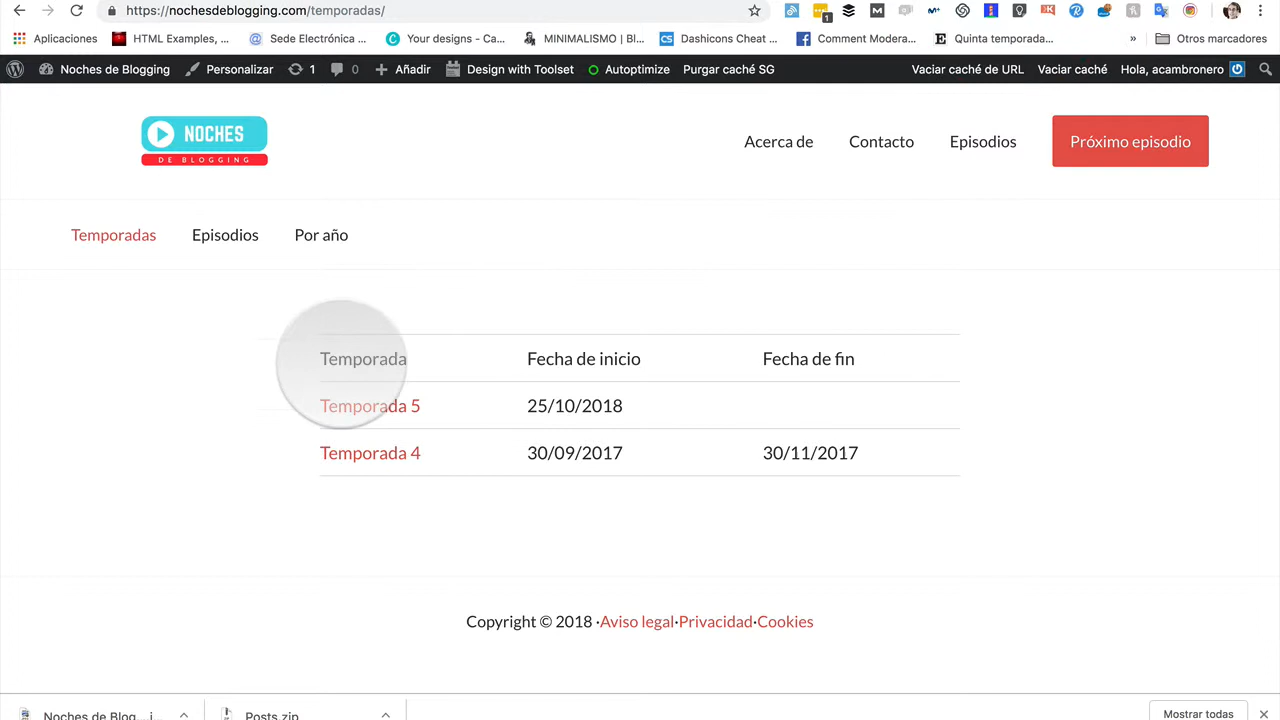 https://nochesdeblogging.com/temporadas/
Aplicaciones HTML Examples, ... Sede Electrónica ... Your designs - Ca... MINIMALISMO | Bl... Dashicons Cheat ... Comment Modera... Quinta temporada... » Otros marcadores
Noches de Blogging Personalizar 1 0 Añadir Design with Toolset Autoptimize Purgar caché SG Vaciar caché de URL Vaciar caché Hola, acambronero
NOCHES
DE BLOGGING
Acerca de Contacto Episodios Próximo episodio
Temporadas Episodios Por año
Temporada Fecha de inicio Fecha de fin
Temporada 5 25/10/2018
Temporada 4 30/09/2017 30/11/2017
Copyright © 2018 ·Aviso legal·Privacidad·Cookies
Noches de Blog....j... Posts.zip Mostrar todas